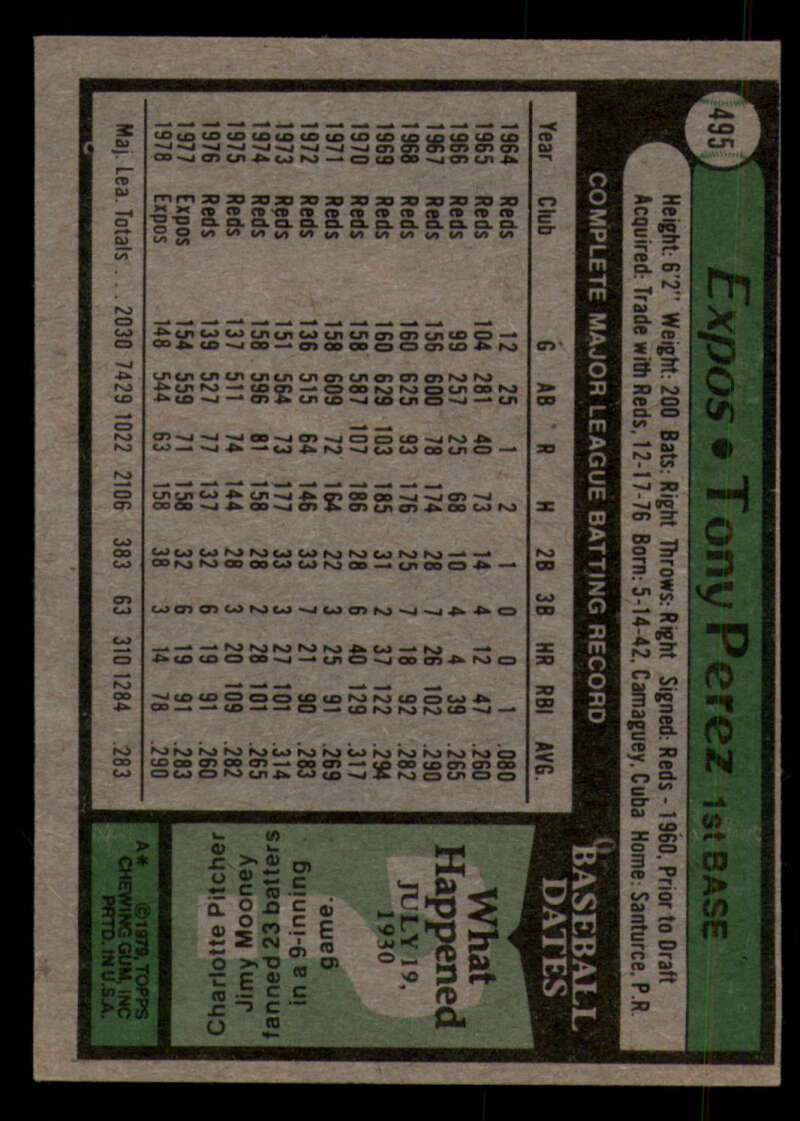 495
Expos • Tony Perez 1st BASE
Height: 6'2" Weight: 200 Bats: Right Throws: Right Signed: Reds - 1960, Prior to Draft
Acquired: Trade with Reds, 12-17-76 Born: 5-14-42, Camaguey, Cuba Home: Santurce, P.R.
COMPLETE MAJOR LEAGUE BATTING RECORD
Year Club G AB R H 2B 3B HR RBI AVG.
1964 Reds 12 25 1 2 1 0 0 1 .080
1965 Reds 104 281 40 73 14 4 12 47 .260
1966 Reds 99 257 25 68 10 4 4 39 .265
1967 Reds 156 600 78 174 28 7 26 102 .290
1968 Reds 160 625 93 176 25 7 18 92 .282
1969 Reds 160 629 103 185 31 2 37 122 .294
1970 Reds 158 587 107 186 28 6 40 129 .317
1971 Reds 158 609 72 164 22 3 25 91 .269
1972 Reds 136 515 64 146 33 7 21 90 .283
1973 Reds 151 564 73 177 33 3 27 101 .314
1974 Reds 158 596 81 158 28 2 28 101 .265
1975 Reds 137 511 74 144 28 3 20 109 .282
1976 Reds 139 527 77 137 32 6 19 91 .260
1977 Expos 154 559 71 158 32 6 19 91 .283
1978 Expos 148 544 63 158 38 3 14 78 .290
Maj. Lea. Totals . . . 2030 7429 1022 2106 383 63 310 1284 .283
BASEBALL
DATES
What
Happened
JULY 19,
1930
Charlotte Pitcher
Jimy Mooney
fanned 23 batters
in a 9-inning
game.
A* ©1979, TOPPS
CHEWING GUM, INC
PRTD. IN U.S.A.